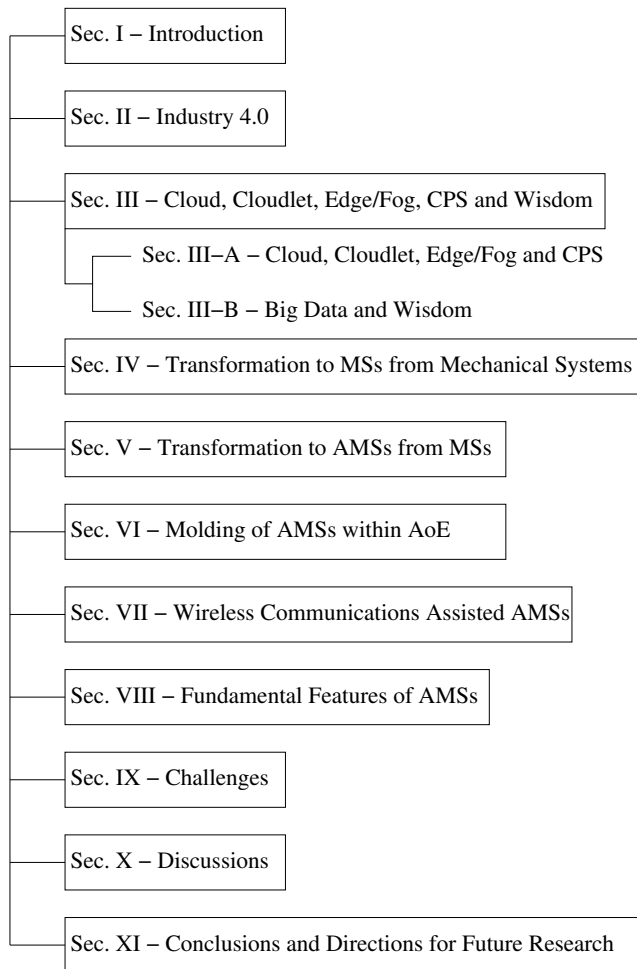 Sec. I − Introduction
Sec. II − Industry 4.0
Sec. III − Cloud, Cloudlet, Edge/Fog, CPS and Wisdom
Sec. III−A − Cloud, Cloudlet, Edge/Fog and CPS
Sec. III−B − Big Data and Wisdom
Sec. IV − Transformation to MSs from Mechanical Systems
Sec. V − Transformation to AMSs from MSs
Sec. VI − Molding of AMSs within AoE
Sec. VII − Wireless Communications Assisted AMSs
Sec. VIII − Fundamental Features of AMSs
Sec. IX − Challenges
Sec. X − Discussions
Sec. XI − Conclusions and Directions for Future Research